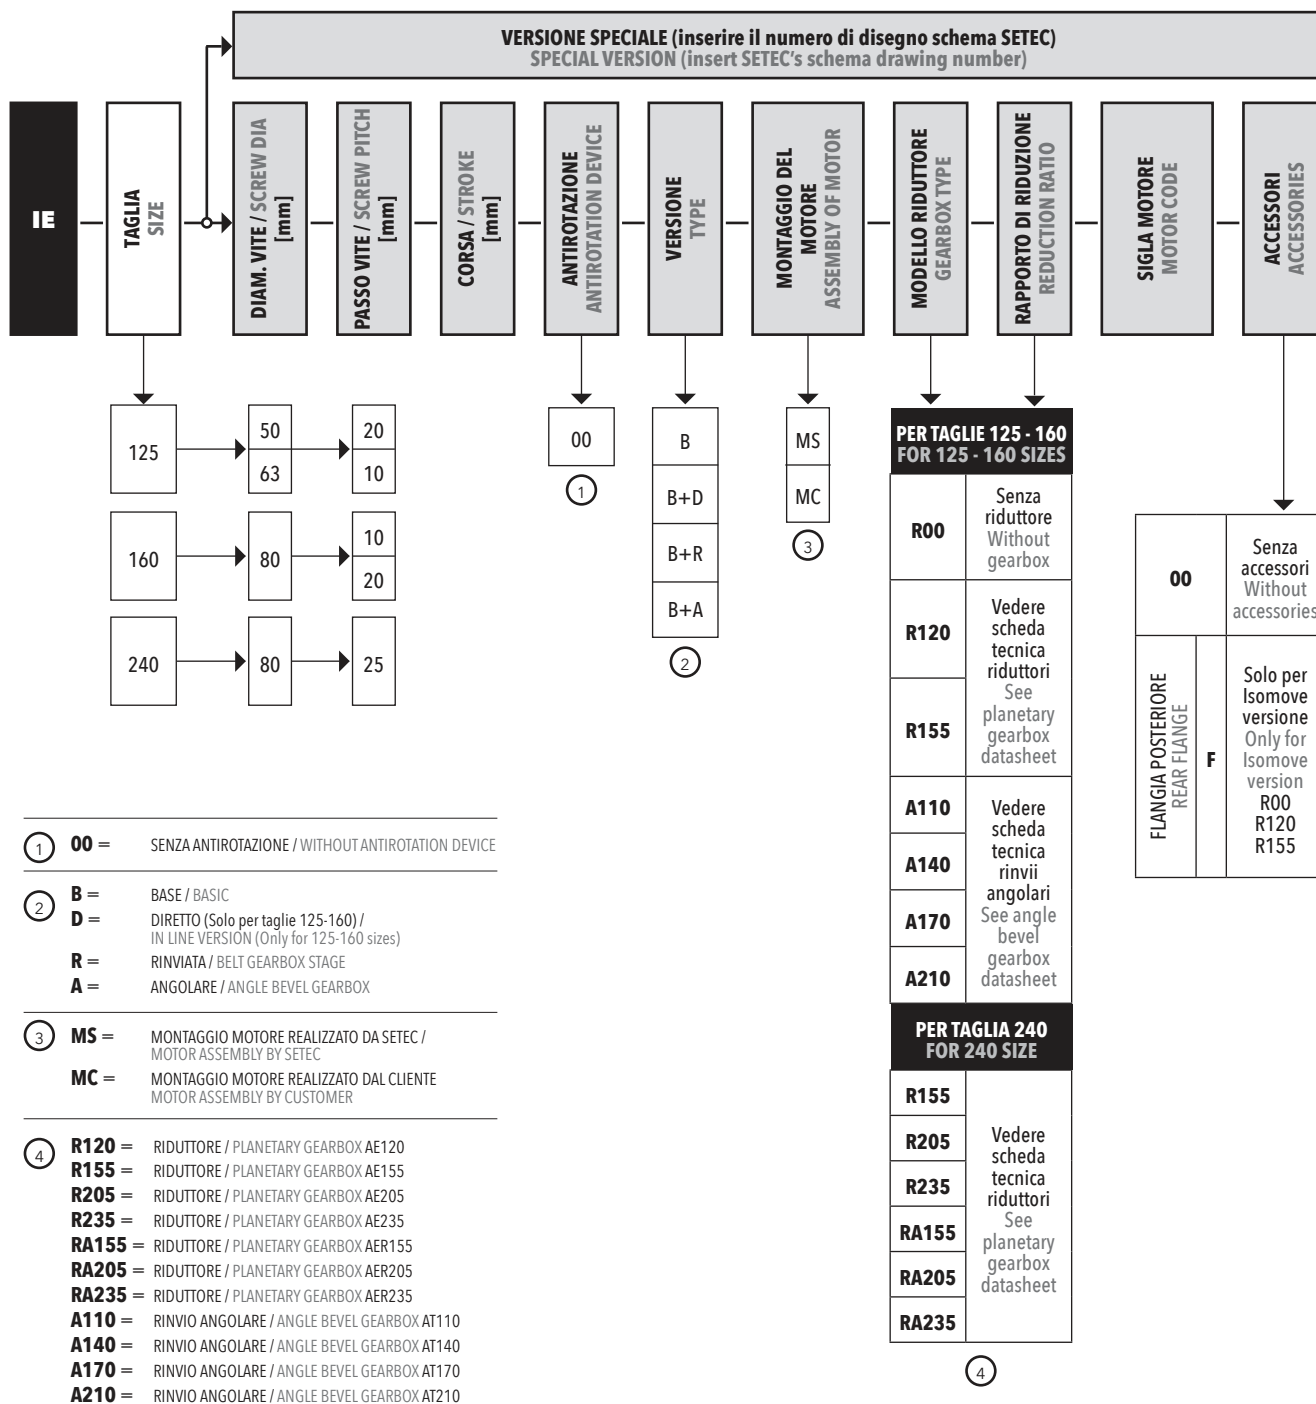 VERSIONE SPECIALE (inserire il numero di disegno schema SETEC)
SPECIAL VERSION (insert SETEC's schema drawing number)
IE
TAGLIA
SIZE
DIAM. VITE / SCREW DIA
[mm]
PASSO VITE / SCREW PITCH
[mm]
CORSA / STROKE
[mm]
ANTIROTAZIONE
ANTIROTATION DEVICE
VERSIONE
TYPE
MONTAGGIO DEL
MOTORE
ASSEMBLY OF MOTOR
MODELLO RIDUTTORE
GEARBOX TYPE
RAPPORTO DI RIDUZIONE
REDUCTION RATIO
SIGLA MOTORE
MOTOR CODE
ACCESSORI
ACCESSORIES
125
50
63
20
10
160
80
10
20
240
80
25
00
1
B
B+D
B+R
B+A
2
MS
MC
3
PER TAGLIE 125 - 160
FOR 125 - 160 SIZES
R00
Senza
riduttore
Without
gearbox
R120
R155
Vedere
scheda
tecnica
riduttori
See
planetary
gearbox
datasheet
A110
A140
A170
A210
Vedere
scheda
tecnica
rinvii
angolari
See angle
bevel
gearbox
datasheet
PER TAGLIA 240
FOR 240 SIZE
R155
R205
R235
RA155
RA205
RA235
Vedere
scheda
tecnica
riduttori
See
planetary
gearbox
datasheet
4
00
Senza
accessori
Without
accessories
FLANGIA POSTERIORE
REAR FLANGE
F
Solo per
Isomove
versione
Only for
Isomove
version
R00
R120
R155
1 00 = SENZA ANTIROTAZIONE / WITHOUT ANTIROTATION DEVICE
2 B = BASE / BASIC
D = DIRETTO (Solo per taglie 125-160) /
IN LINE VERSION (Only for 125-160 sizes)
R = RINVIATA / BELT GEARBOX STAGE
A = ANGOLARE / ANGLE BEVEL GEARBOX
3 MS = MONTAGGIO MOTORE REALIZZATO DA SETEC /
MOTOR ASSEMBLY BY SETEC
MC = MONTAGGIO MOTORE REALIZZATO DAL CLIENTE
MOTOR ASSEMBLY BY CUSTOMER
4 R120 = RIDUTTORE / PLANETARY GEARBOX AE120
R155 = RIDUTTORE / PLANETARY GEARBOX AE155
R205 = RIDUTTORE / PLANETARY GEARBOX AE205
R235 = RIDUTTORE / PLANETARY GEARBOX AE235
RA155 = RIDUTTORE / PLANETARY GEARBOX AER155
RA205 = RIDUTTORE / PLANETARY GEARBOX AER205
RA235 = RIDUTTORE / PLANETARY GEARBOX AER235
A110 = RINVIO ANGOLARE / ANGLE BEVEL GEARBOX AT110
A140 = RINVIO ANGOLARE / ANGLE BEVEL GEARBOX AT140
A170 = RINVIO ANGOLARE / ANGLE BEVEL GEARBOX AT170
A210 = RINVIO ANGOLARE / ANGLE BEVEL GEARBOX AT210